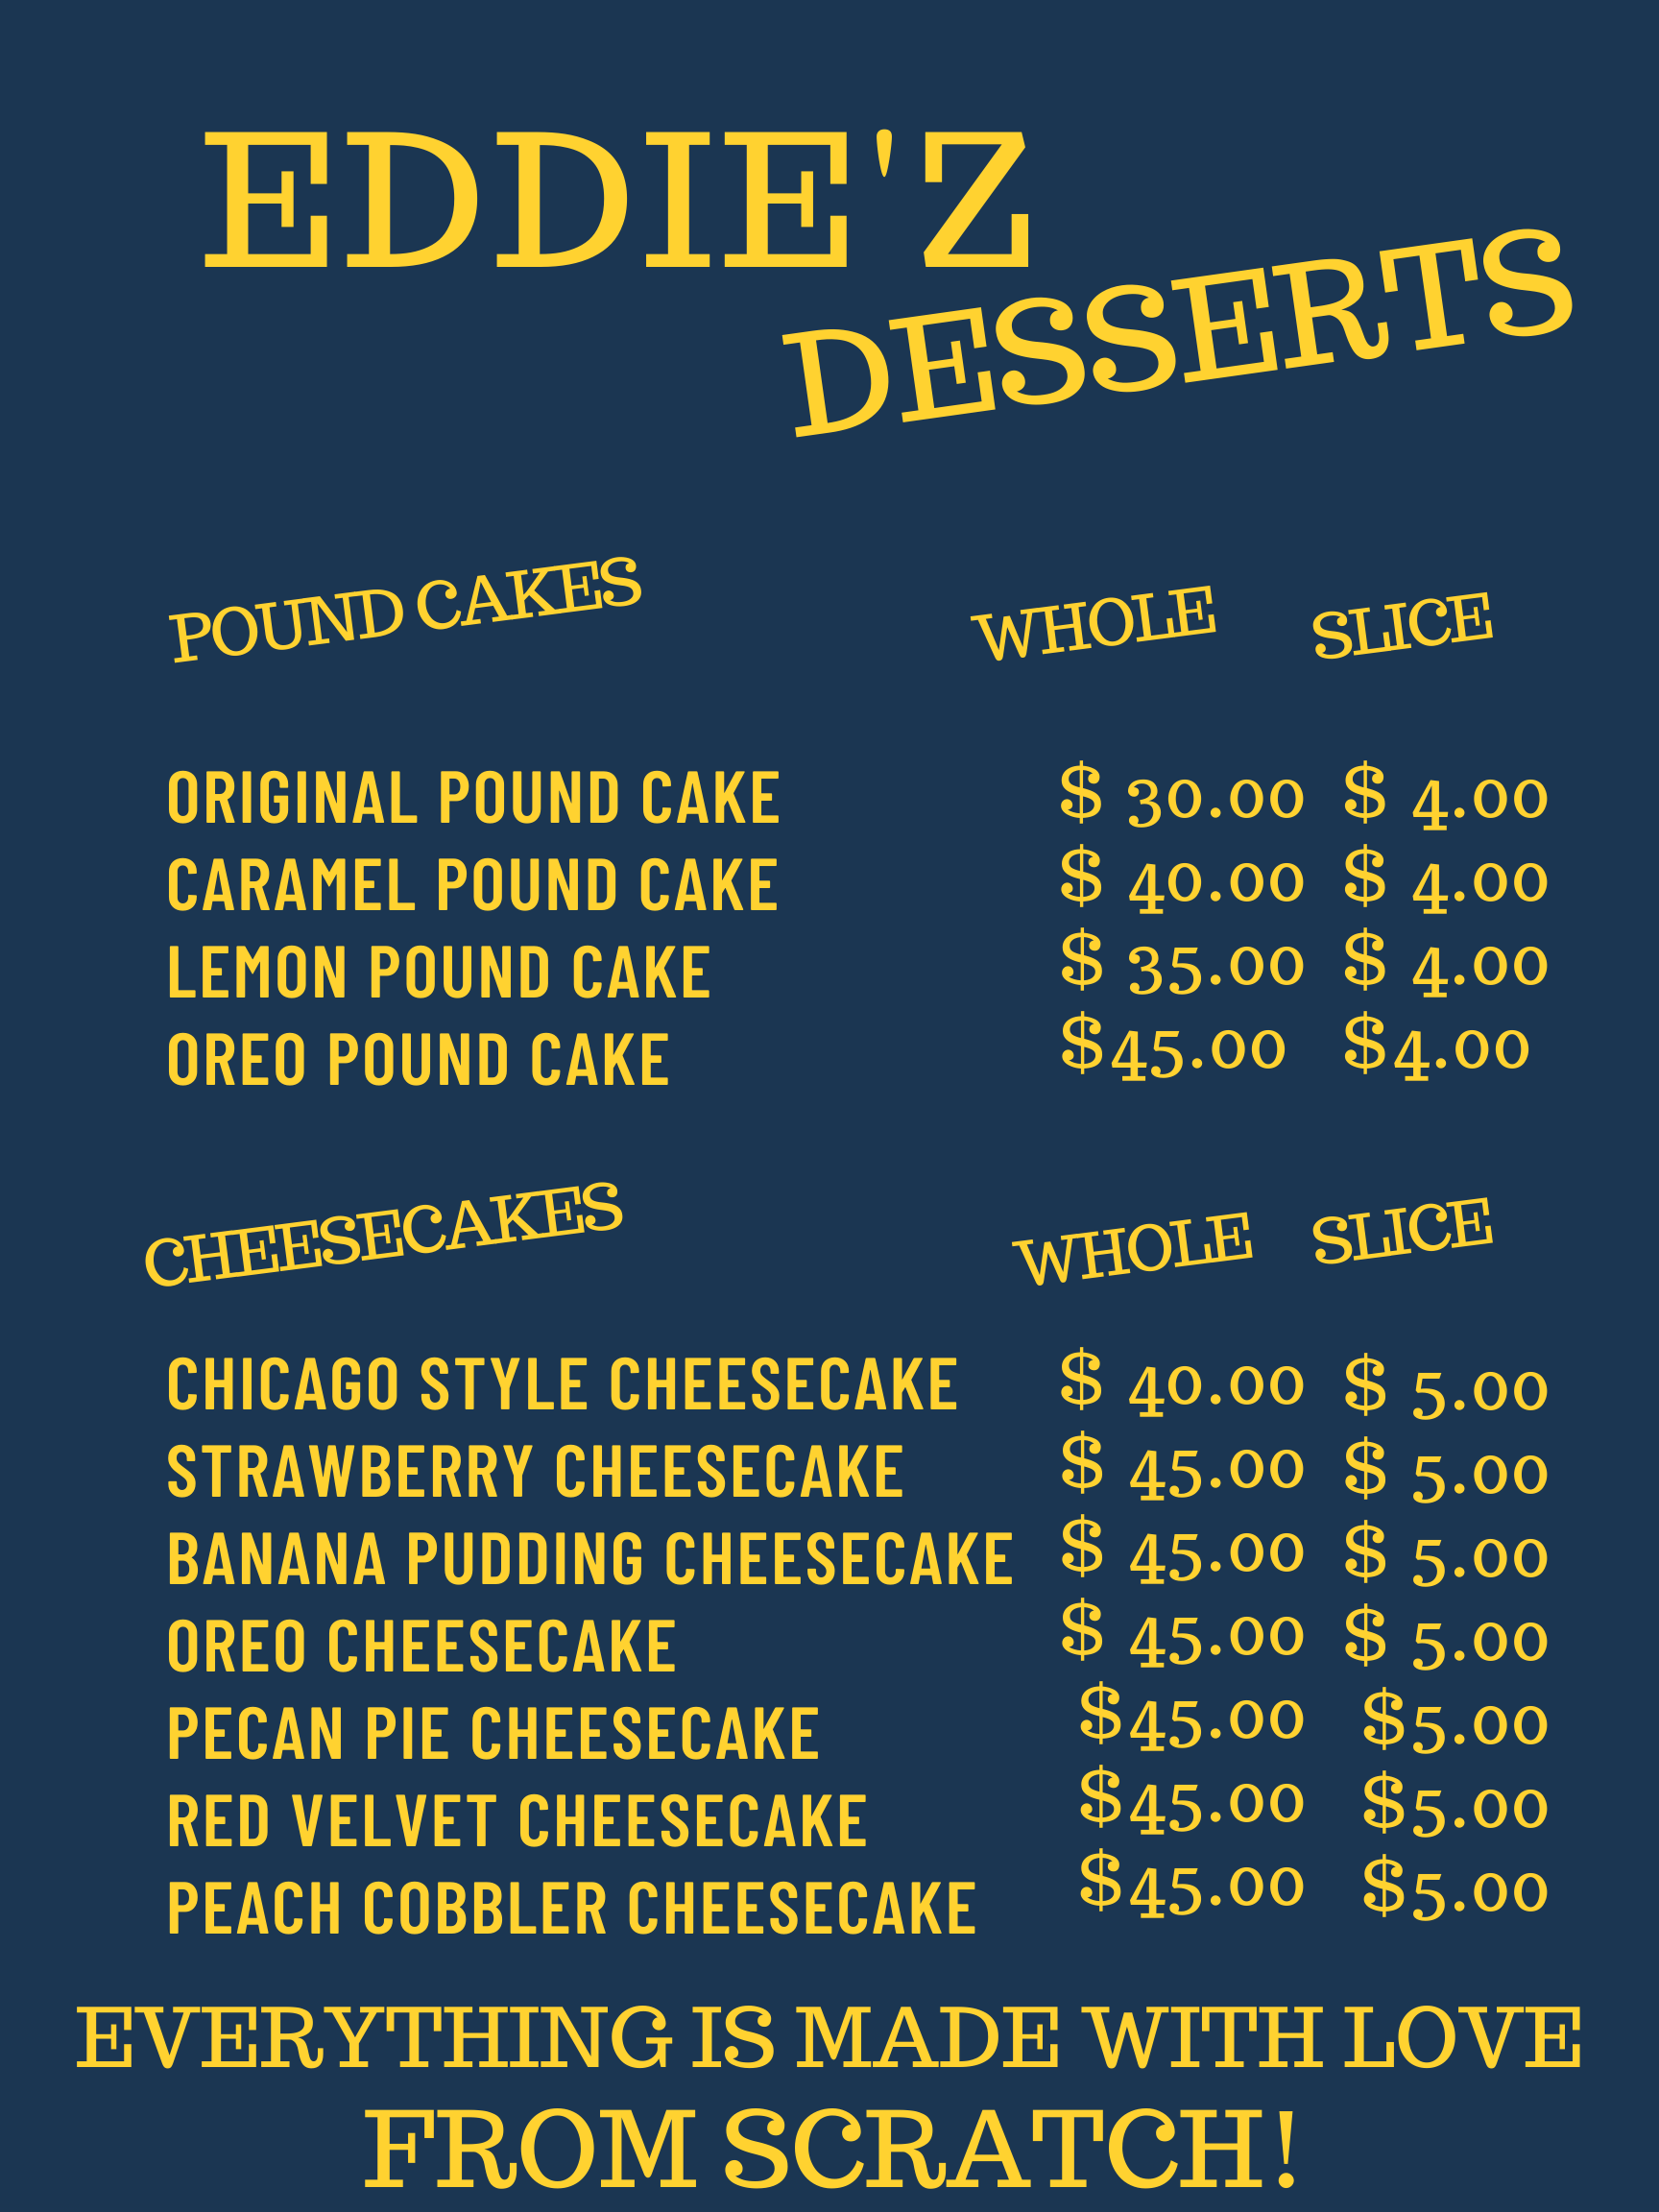 EDDIE'Z
DESSERTS
POUND CAKES WHOLE SLICE
ORIGINAL POUND CAKE $ 30.00 $ 4.00
CARAMEL POUND CAKE $ 40.00 $ 4.00
LEMON POUND CAKE $ 35.00 $ 4.00
OREO POUND CAKE $45.00 $4.00
CHEESECAKES WHOLE SLICE
CHICAGO STYLE CHEESECAKE $ 40.00 $ 5.00
STRAWBERRY CHEESECAKE $ 45.00 $ 5.00
BANANA PUDDING CHEESECAKE $ 45.00 $ 5.00
OREO CHEESECAKE $ 45.00 $ 5.00
PECAN PIE CHEESECAKE $45.00 $5.00
RED VELVET CHEESECAKE $45.00 $5.00
PEACH COBBLER CHEESECAKE $45.00 $5.00
EVERYTHING IS MADE WITH LOVE
FROM SCRATCH!